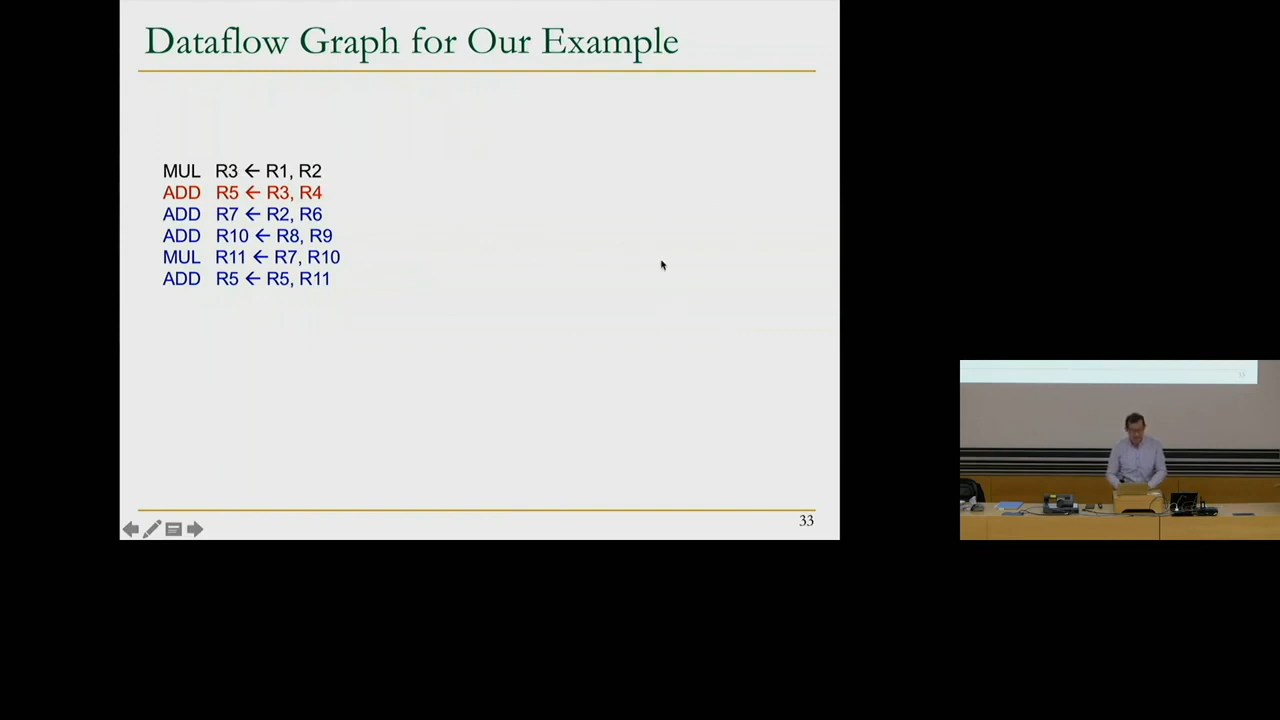 Dataflow Graph for Our Example
MUL R3 ← R1, R2
ADD R5 ← R3, R4
ADD R7 ← R2, R6
ADD R10 ← R8, R9
MUL R11 ← R7, R10
ADD R5 ← R5, R11
33